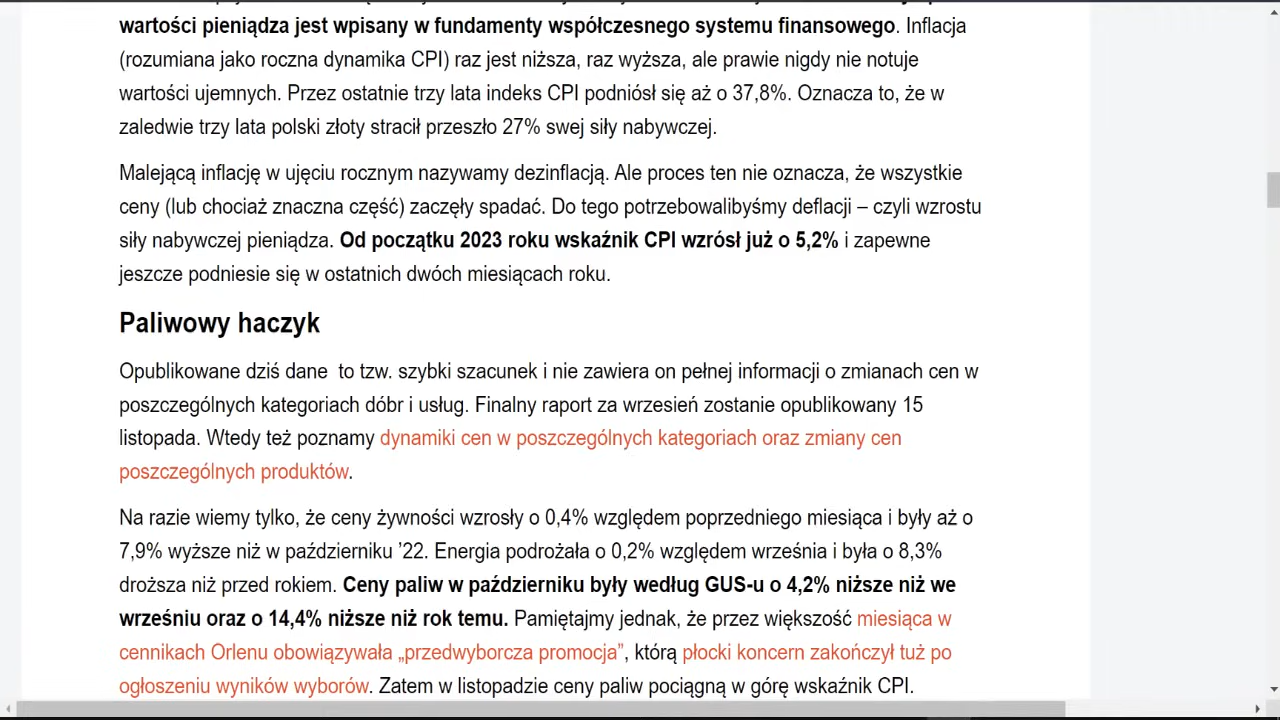 wartości pieniądza jest wpisany w fundamenty współczesnego systemu finansowego. Inflacja
(rozumiana jako roczna dynamika CPI) raz jest niższa, raz wyższa, ale prawie nigdy nie notuje
wartości ujemnych. Przez ostatnie trzy lata indeks CPI podniósł się aż o 37,8%. Oznacza to, że w
zaledwie trzy lata polski złoty stracił przeszło 27% swej siły nabywczej.
Malejącą inflację w ujęciu rocznym nazywamy dezinflacją. Ale proces ten nie oznacza, że wszystkie
ceny (lub chociaż znaczna część) zaczęły spadać. Do tego potrzebowalibyśmy deflacji – czyli wzrostu
siły nabywczej pieniądza. Od początku 2023 roku wskaźnik CPI wzrósł już o 5,2% i zapewne
jeszcze podniesie się w ostatnich dwóch miesiącach roku.
Paliwowy haczyk
Opublikowane dziś dane  to tzw. szybki szacunek i nie zawiera on pełnej informacji o zmianach cen w
poszczególnych kategoriach dóbr i usług. Finalny raport za wrzesień zostanie opublikowany 15
listopada. Wtedy też poznamy dynamiki cen w poszczególnych kategoriach oraz zmiany cen
poszczególnych produktów.
Na razie wiemy tylko, że ceny żywności wzrosły o 0,4% względem poprzedniego miesiąca i były aż o
7,9% wyższe niż w październiku ’22. Energia podrożała o 0,2% względem września i była o 8,3%
droższa niż przed rokiem. Ceny paliw w październiku były według GUS-u o 4,2% niższe niż we
wrześniu oraz o 14,4% niższe niż rok temu. Pamiętajmy jednak, że przez większość miesiąca w
cennikach Orlenu obowiązywała „przedwyborcza promocja”, którą płocki koncern zakończył tuż po
ogłoszeniu wyników wyborów. Zatem w listopadzie ceny paliw pociągną w górę wskaźnik CPI.